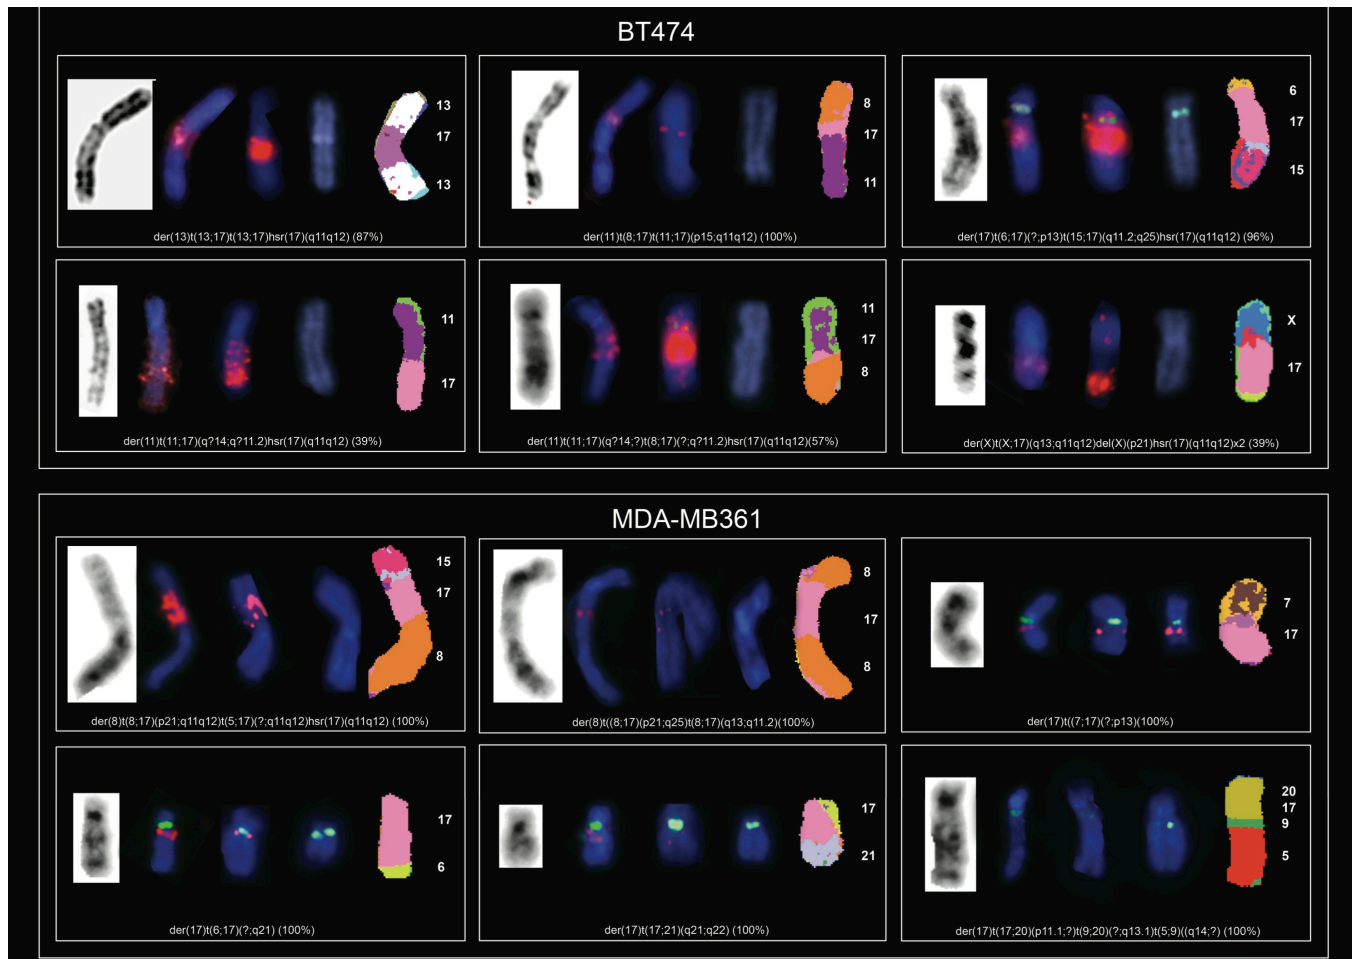 BT474
13
17
13
der(13)t(13;17)t(13;17)hsr(17)(q11q12) (87%)
8
17
11
der(11)t(8;17)t(11;17)(p15;q11q12) (100%)
6
17
15
der(17)t(6;17)(?;p13)t(15;17)(q11.2;q25)hsr(17)(q11q12) (96%)
11
17
der(11)t(11;17)(q?14;q?11.2)hsr(17)(q11q12) (39%)
11
17
8
der(11)t(11;17)(q?14;?)t(8;17)(?;q?11.2)hsr(17)(q11q12)(57%)
X
17
der(X)t(X;17)(q13;q11q12)del(X)(p21)hsr(17)(q11q12)x2 (39%)
MDA-MB361
15
17
8
der(8)t(8;17)(p21;q11q12)t(5;17)(?;q11q12)hsr(17)(q11q12) (100%)
8
17
8
der(8)t((8;17)(p21;q25)t(8;17)(q13;q11.2)(100%)
7
17
der(17)t((7;17)(?;p13)(100%)
17
6
der(17)t(6;17)(?;q21) (100%)
17
21
der(17)t(17;21)(q21;q22) (100%)
20
17
9
5
der(17)t(17;20)(p11.1;?)t(9;20)(?;q13.1)t(5;9)((q14;?) (100%)